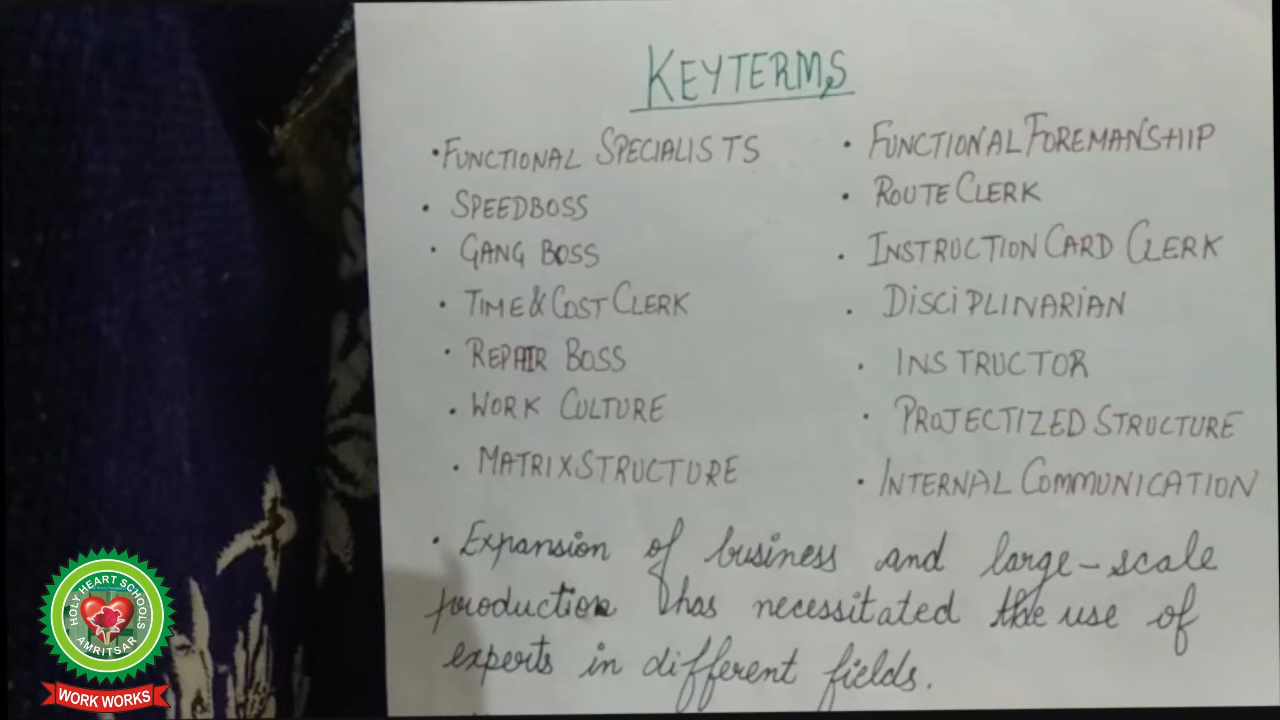 KEYTERMS
• FUNCTIONAL SPECIALISTS
• FUNCTIONAL FOREMANSHIP
• SPEEDBOSS
• ROUTE CLERK
• GANG BOSS
• INSTRUCTION CARD CLERK
• TIME & COST CLERK
• DISCIPLINARIAN
• REPAIR BOSS
• INSTRUCTOR
• WORK CULTURE
• PROJECTIZED STRUCTURE
• MATRIX STRUCTURE
• INTERNAL COMMUNICATION
• Expansion of business and large-scale
production has necessitated the use of
experts in different fields.
HOLY HEART SCHOOLS
AMRITSAR
WORK WORKS